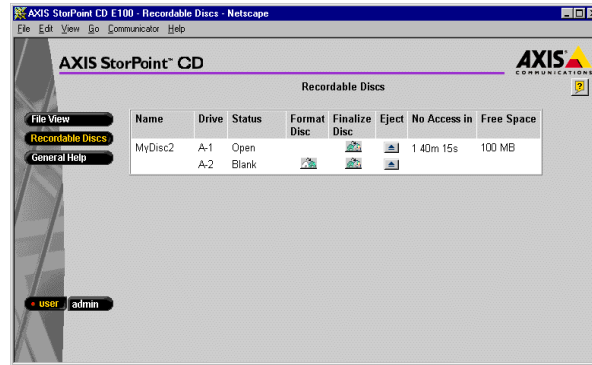 AXIS StorPoint CD E100 - Recordable Discs - Netscape
File Edit View Go Communicator Help
AXIS StorPoint™ CD
AXIS
COMMUNICATIONS
Recordable Discs
?
File View
Recordable Discs
General Help
Name Drive Status Format Disc Finalize Disc Eject No Access in Free Space
MyDisc2 A-1 Open 1 40m 15s 100 MB
A-2 Blank
user admin